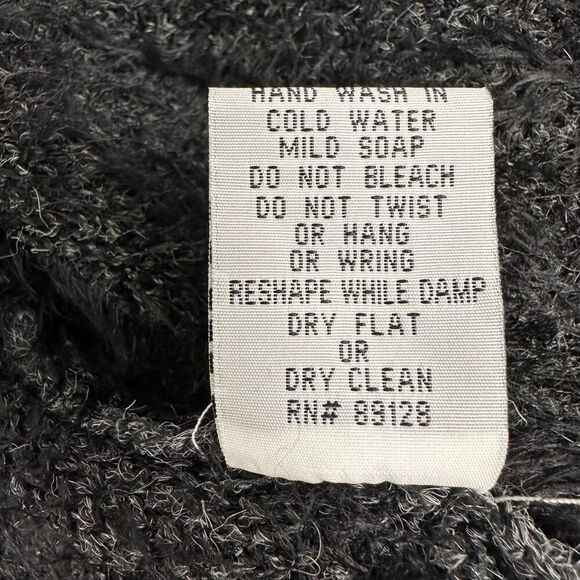 HAND WASH IN
COLD WATER
MILD SOAP
DO NOT BLEACH
DO NOT TWIST
OR HANG
OR WRING
RESHAPE WHILE DAMP
DRY FLAT
OR
DRY CLEAN
RN# 89128